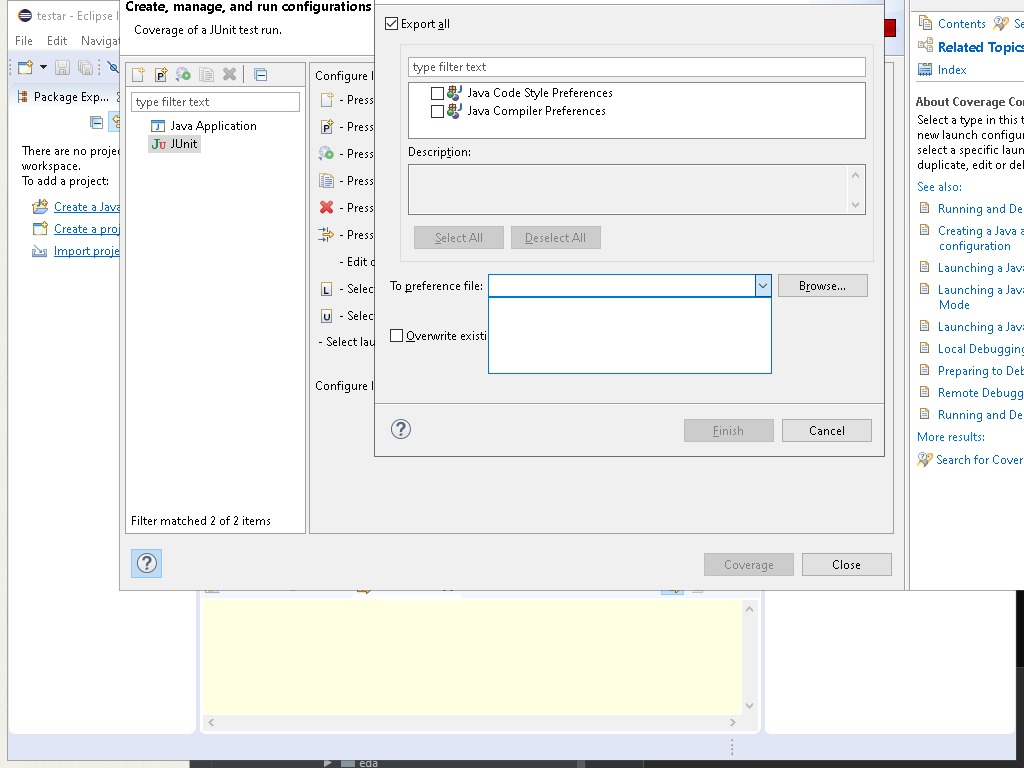 testar - Eclipse I
File Edit Navigat
Package Exp...
There are no projec
workspace.
To add a project:
Create a Java
Create a proj
Import proje
Create, manage, and run configurations
Coverage of a JUnit test run.
type filter text
Java Application
JUnit
Filter matched 2 of 2 items
Configure l
- Press
- Press
- Press
- Press
- Press
- Press
- Edit o
- Selec
- Selec
- Select lau
Configure l
Coverage
Close
Export all
type filter text
Java Code Style Preferences
Java Compiler Preferences
Description:
Select All
Deselect All
To preference file:
Browse...
Overwrite existi
Finish
Cancel
Contents Se
Related Topics
Index
About Coverage Con
Select a type in this t
new launch configur
select a specific laun
duplicate, edit or del
See also:
Running and De
Creating a Java a
configuration
Launching a Java
Launching a Java
Mode
Launching a Java
Local Debugging
Preparing to Deb
Remote Debugg
Running and De
More results:
Search for Cover
eda